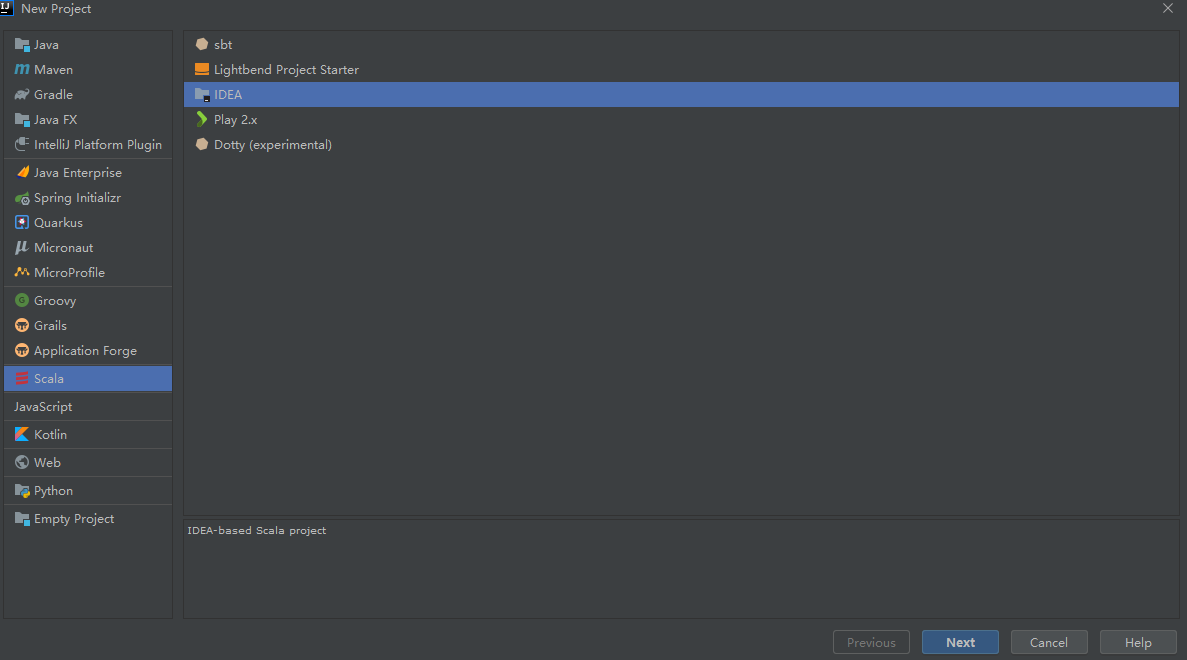 New Project
Java
Maven
Gradle
Java FX
IntelliJ Platform Plugin
Java Enterprise
Spring Initializr
Quarkus
Micronaut
MicroProfile
Groovy
Grails
Application Forge
Scala
JavaScript
Kotlin
Web
Python
Empty Project
sbt
Lightbend Project Starter
IDEA
Play 2.x
Dotty (experimental)
IDEA-based Scala project
Previous
Next
Cancel
Help